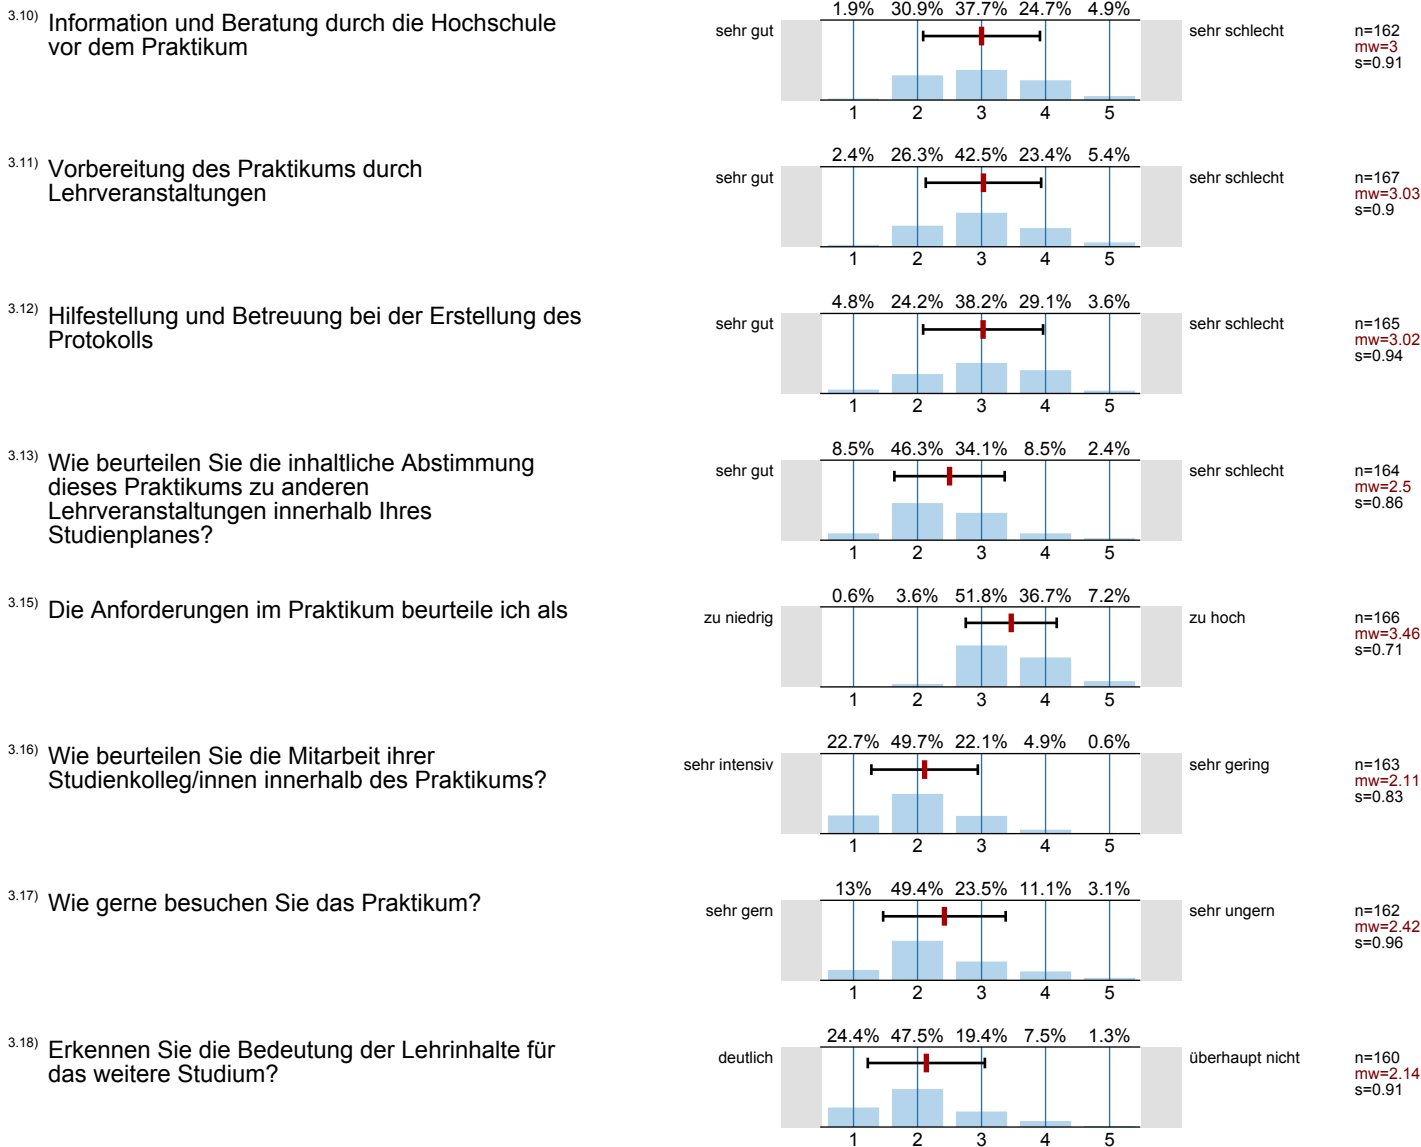 3.10) Information und Beratung durch die Hochschule
vor dem Praktikum
1.9% 30.9% 37.7% 24.7% 4.9%
sehr gut
sehr schlecht
n=162
mw=3
s=0.91
1 2 3 4 5
3.11) Vorbereitung des Praktikums durch
Lehrveranstaltungen
2.4% 26.3% 42.5% 23.4% 5.4%
sehr gut
sehr schlecht
n=167
mw=3.03
s=0.9
1 2 3 4 5
3.12) Hilfestellung und Betreuung bei der Erstellung des
Protokolls
4.8% 24.2% 38.2% 29.1% 3.6%
sehr gut
sehr schlecht
n=165
mw=3.02
s=0.94
1 2 3 4 5
3.13) Wie beurteilen Sie die inhaltliche Abstimmung
dieses Praktikums zu anderen
Lehrveranstaltungen innerhalb Ihres
Studienplanes?
8.5% 46.3% 34.1% 8.5% 2.4%
sehr gut
sehr schlecht
n=164
mw=2.5
s=0.86
1 2 3 4 5
3.15) Die Anforderungen im Praktikum beurteile ich als
0.6% 3.6% 51.8% 36.7% 7.2%
zu niedrig
zu hoch
n=166
mw=3.46
s=0.71
1 2 3 4 5
3.16) Wie beurteilen Sie die Mitarbeit ihrer
Studienkolleg/innen innerhalb des Praktikums?
22.7% 49.7% 22.1% 4.9% 0.6%
sehr intensiv
sehr gering
n=163
mw=2.11
s=0.83
1 2 3 4 5
3.17) Wie gerne besuchen Sie das Praktikum?
13% 49.4% 23.5% 11.1% 3.1%
sehr gern
sehr ungern
n=162
mw=2.42
s=0.96
1 2 3 4 5
3.18) Erkennen Sie die Bedeutung der Lehrinhalte für
das weitere Studium?
24.4% 47.5% 19.4% 7.5% 1.3%
deutlich
überhaupt nicht
n=160
mw=2.14
s=0.91
1 2 3 4 5